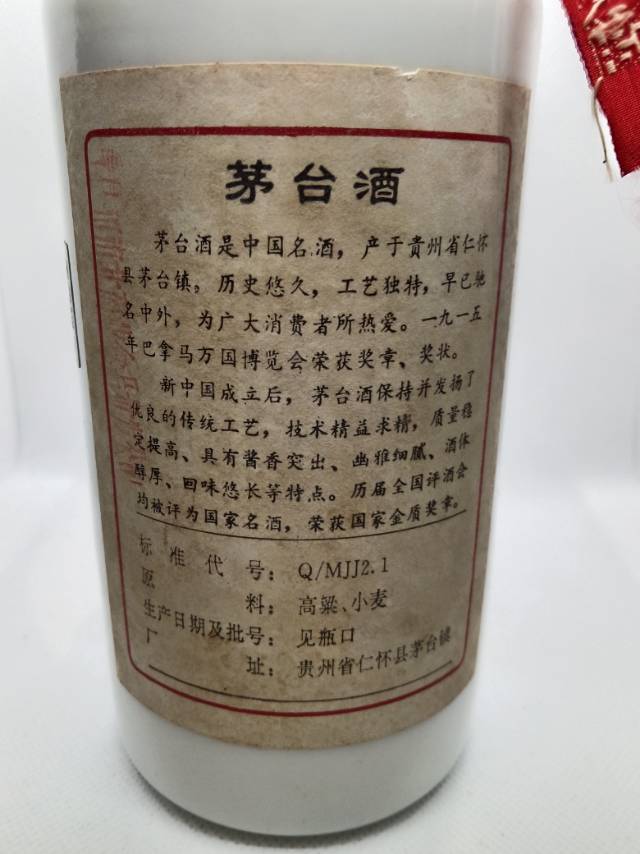 茅台酒
茅台酒是中国名酒，产于贵州省仁怀
县茅台镇，历史悠久，工艺独特，早已驰
名中外，为广大消费者所热爱。一九一五
年巴拿马万国博览会荣获奖章、奖状。
新中国成立后，茅台酒保持并发扬了
优良的传统工艺，技术精益求精，质量稳
定提高、具有酱香突出、幽雅细腻、酒体
醇厚、回味悠长等特点。历届全国评酒会
均被评为国家名酒，荣获国家金质奖章。
标准代号：Q/MJJ2.1
原料：高粱、小麦
生产日期及批号：见瓶口
厂址：贵州省仁怀县茅台镇